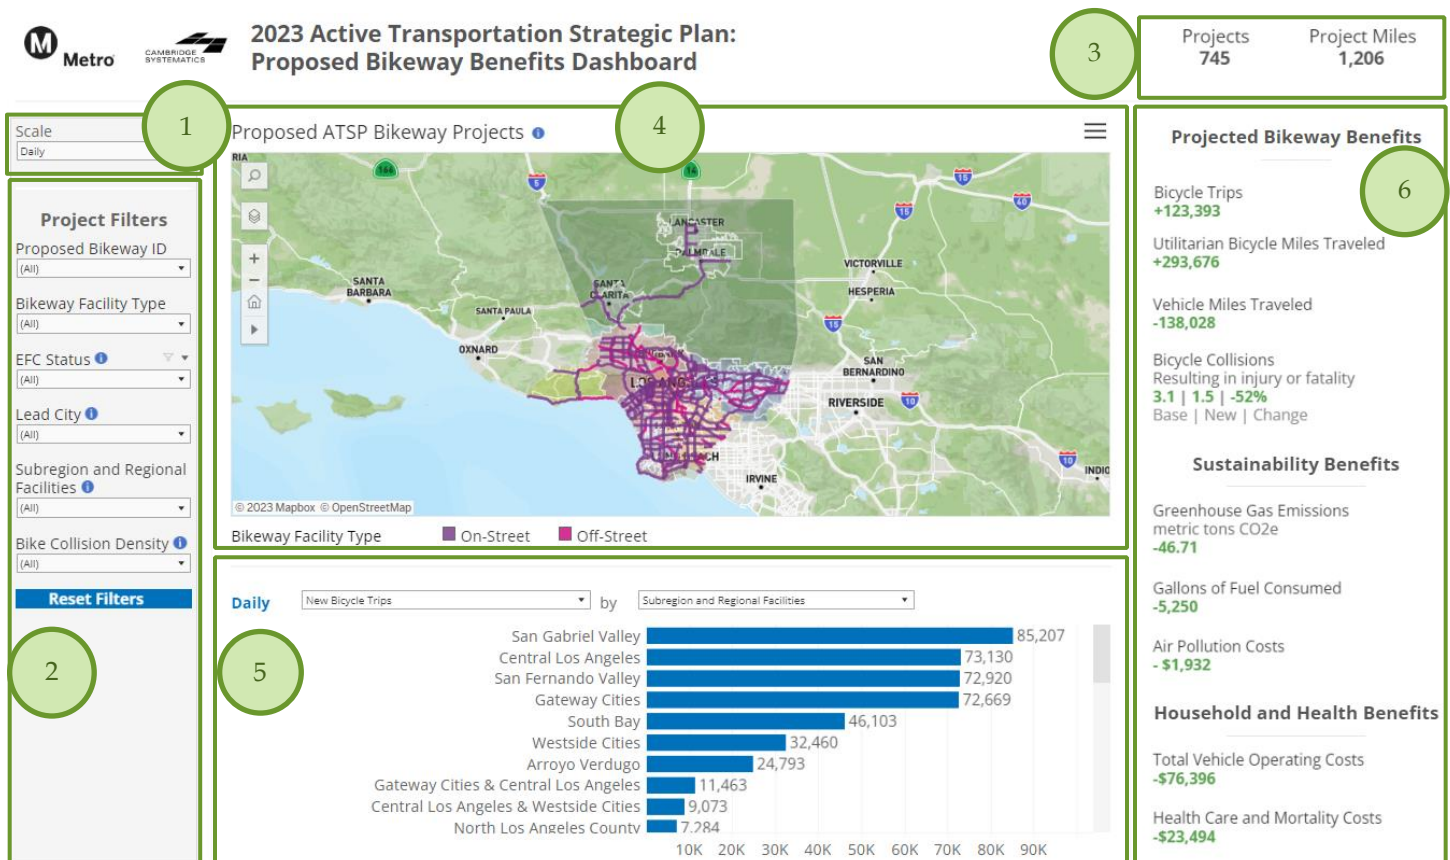 M
Metro
CAMBRIDGE
SYSTEMATICS
2023 Active Transportation Strategic Plan:
Proposed Bikeway Benefits Dashboard
3
Projects
745
Project Miles
1,206
1
Scale
Daily
2
Project Filters
Proposed Bikeway ID
(All)
Bikeway Facility Type
(All)
EFC Status
(All)
Lead City
(All)
Subregion and Regional
Facilities
(All)
Bike Collision Density
(All)
Reset Filters
4
Proposed ATSP Bikeway Projects
166
14
5
15
15
40
LANCASTER
PALMDALE
VICTORVILLE
HESPERIA
SANTA
BARBARA
SANTA
CLARITA
SANTA PAULA
15
OXNARD
SAN
BERNARDINO
RIVERSIDE
10
IRVINE
10
INDIO
© 2023 Mapbox © OpenStreetMap
Bikeway Facility Type
On-Street
Off-Street
5
Daily
New Bicycle Trips
by
Subregion and Regional Facilities
San Gabriel Valley 85,207
Central Los Angeles 73,130
San Fernando Valley 72,920
Gateway Cities 72,669
South Bay 46,103
Westside Cities 32,460
Arroyo Verdugo 24,793
Gateway Cities & Central Los Angeles 11,463
Central Los Angeles & Westside Cities 9,073
North Los Angeles County 7,284
10K 20K 30K 40K 50K 60K 70K 80K 90K
6
Projected Bikeway Benefits
Bicycle Trips
+123,393
Utilitarian Bicycle Miles Traveled
+293,676
Vehicle Miles Traveled
-138,028
Bicycle Collisions
Resulting in injury or fatality
3.1 | 1.5 | -52%
Base | New | Change
Sustainability Benefits
Greenhouse Gas Emissions
metric tons CO2e
-46.71
Gallons of Fuel Consumed
-5,250
Air Pollution Costs
- $1,932
Household and Health Benefits
Total Vehicle Operating Costs
-$76,396
Health Care and Mortality Costs
-$23,494